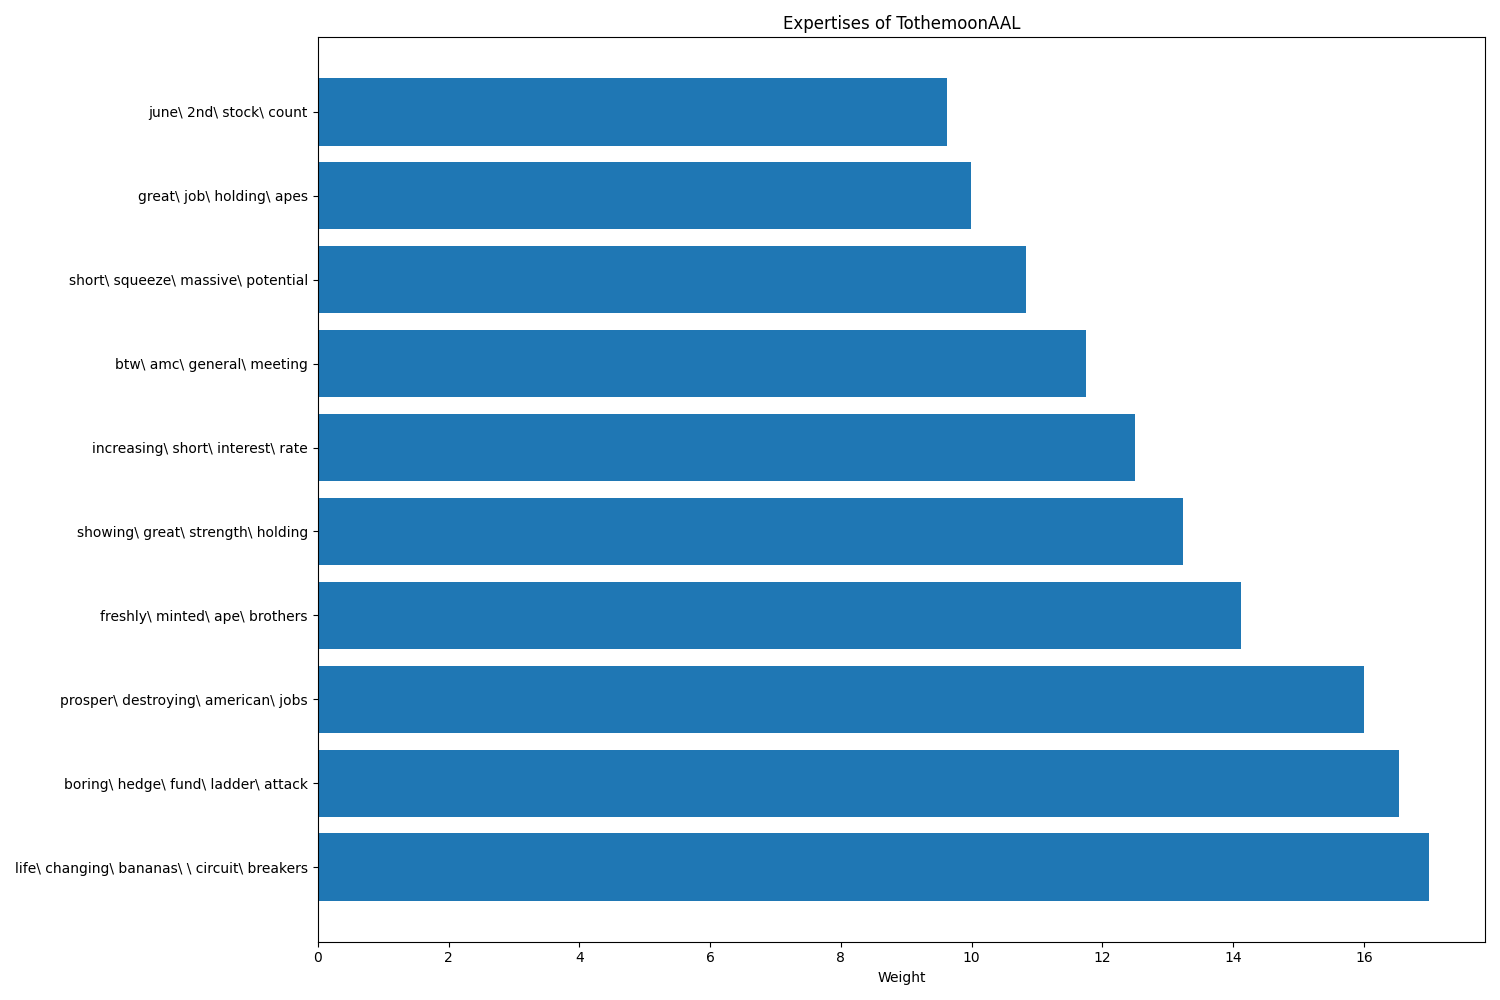 Expertises of TothemoonAAL
june\ 2nd\ stock\ count
great\ job\ holding\ apes
short\ squeeze\ massive\ potential
btw\ amc\ general\ meeting
increasing\ short\ interest\ rate
showing\ great\ strength\ holding
freshly\ minted\ ape\ brothers
prosper\ destroying\ american\ jobs
boring\ hedge\ fund\ ladder\ attack
life\ changing\ bananas\ \ circuit\ breakers
0 2 4 6 8 10 12 14 16
Weight